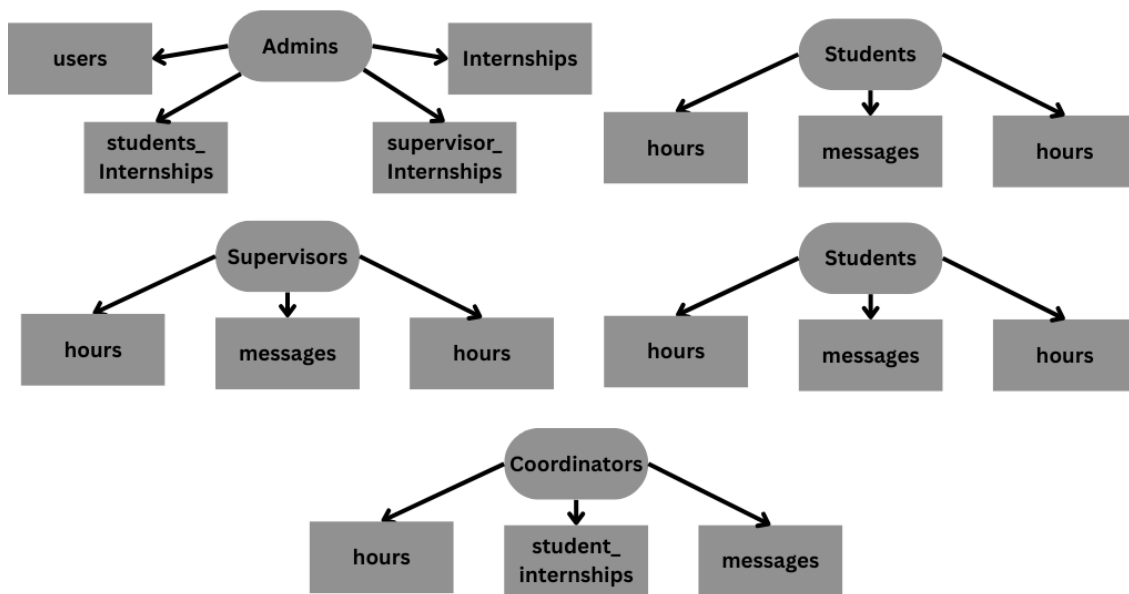 Admins
users
Internships
students_
Internships
supervisor_
Internships
Students
hours
messages
hours
Supervisors
hours
messages
hours
Students
hours
messages
hours
Coordinators
hours
student_
internships
messages